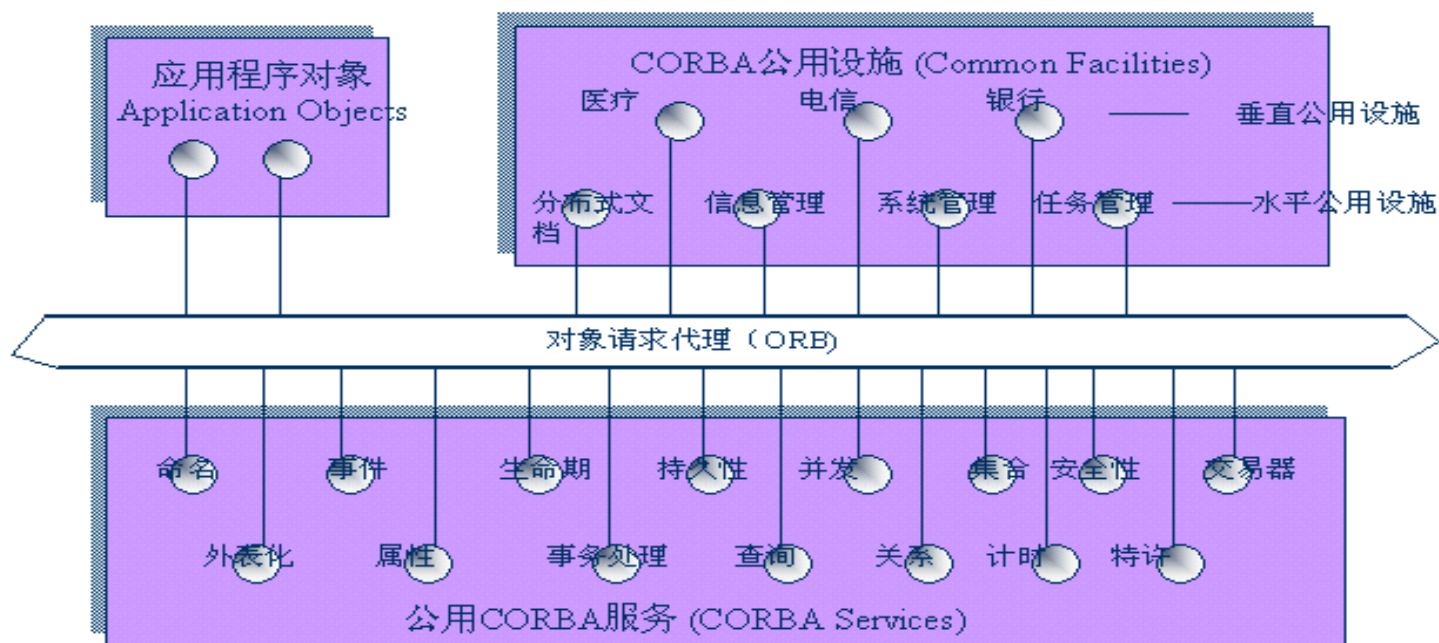 应用程序对象
Application Objects
CORBA公用设施 (Common Facilities)
医疗
电信
银行
垂直公用设施
分布式文
档
信息管理
系统管理
任务管理
水平公用设施
对象请求代理（ORB)
命名
事件
生命期
持久性
并发
集合
安全性
交易器
外表化
属性
事务处理
查询
关系
计时
特许
公用CORBA服务 (CORBA Services)